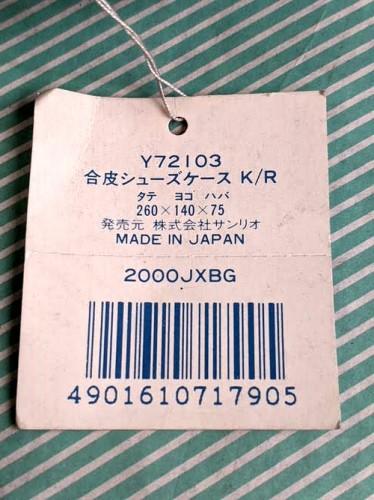 Y72103
合皮シューズケース K/R
タテ ヨコ ハバ
260×140×75
発売元 株式会社サンリオ
MADE IN JAPAN
2000JXBG
4901610717905